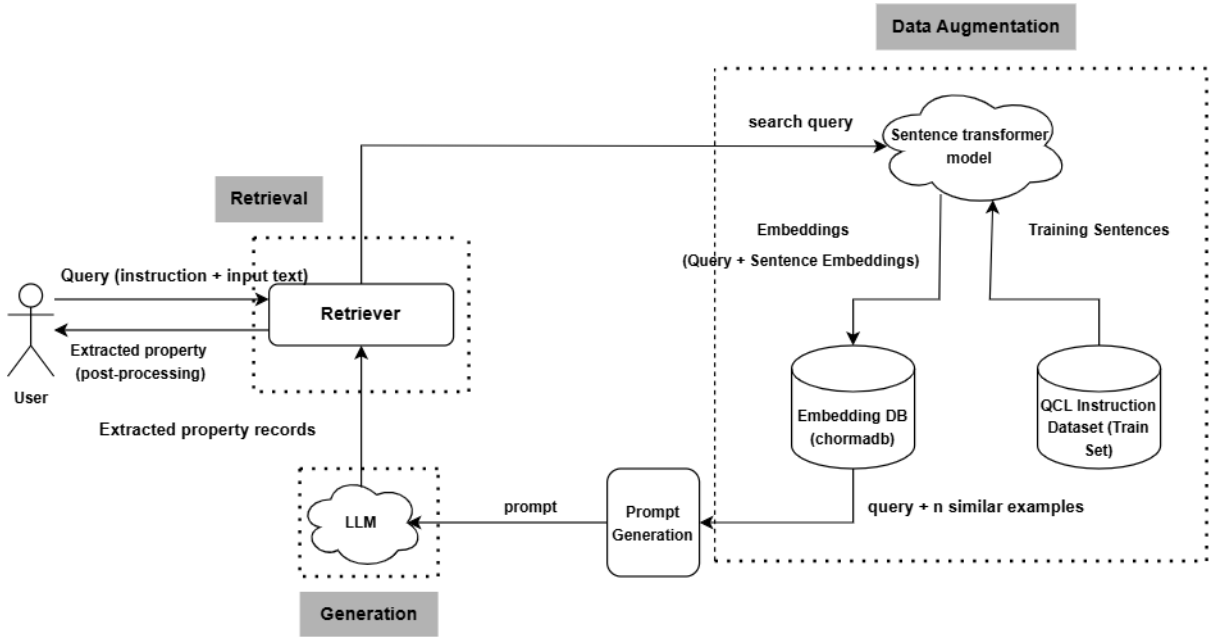 Data Augmentation
search query
Sentence transformer
model
Retrieval
Embeddings
(Query + Sentence Embeddings)
Training Sentences
Query (instruction + input text)
Retriever
Extracted property
(post-processing)
User
Extracted property records
Embedding DB
(chormadb)
QCL Instruction
Dataset (Train
Set)
LLM
prompt
Prompt
Generation
query + n similar examples
Generation